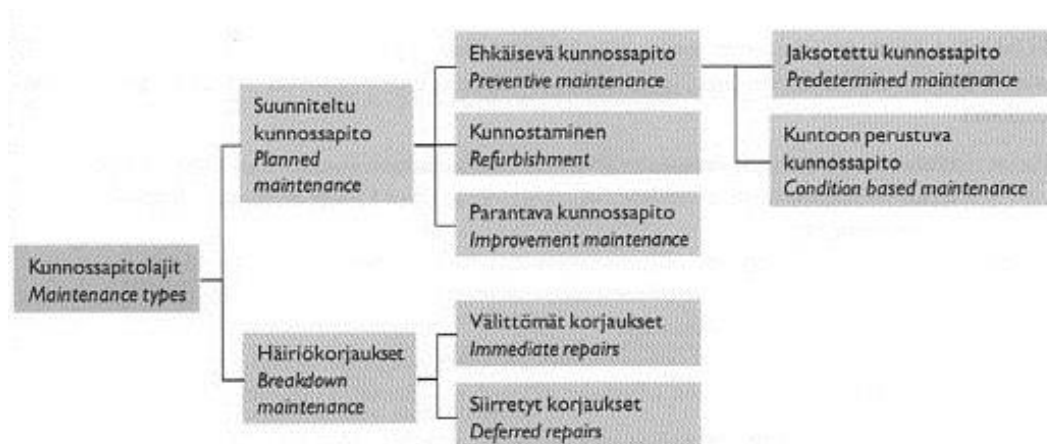 Ehkäisevä kunnossapito
Preventive maintenance
Jaksotettu kunnossapito
Predetermined maintenance
Suunniteltu
kunnossapito
Planned
maintenance
Kunnostaminen
Refurbishment
Kuntoon perustuva
kunnossapito
Condition based maintenance
Parantava kunnossapito
Improvement maintenance
Kunnossapitolajit
Maintenance types
Häiriökorjaukset
Breakdown
maintenance
Välittömät korjaukset
Immediate repairs
Siirretyt korjaukset
Deferred repairs